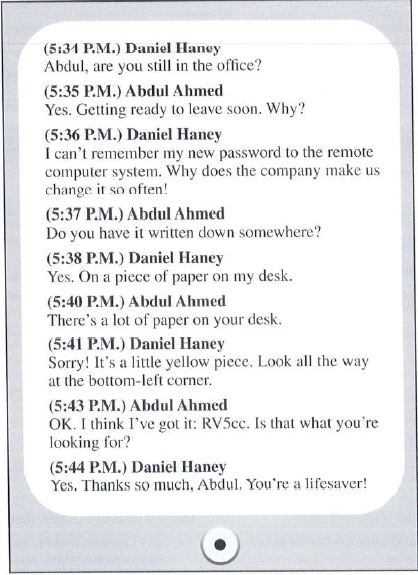 (5:34 P.M.) Daniel Haney
Abdul, are you still in the office?
(5:35 P.M.) Abdul Ahmed
Yes. Getting ready to leave soon. Why?
(5:36 P.M.) Daniel Haney
I can't remember my new password to the remote
computer system. Why does the company make us
change it so often!
(5:37 P.M.) Abdul Ahmed
Do you have it written down somewhere?
(5:38 P.M.) Daniel Haney
Yes. On a piece of paper on my desk.
(5:40 P.M.) Abdul Ahmed
There's a lot of paper on your desk.
(5:41 P.M.) Daniel Haney
Sorry! It's a little yellow piece. Look all the way
at the bottom-left corner.
(5:43 P.M.) Abdul Ahmed
OK. I think I've got it: RV5cc. Is that what you're
looking for?
(5:44 P.M.) Daniel Haney
Yes. Thanks so much, Abdul. You're a lifesaver!